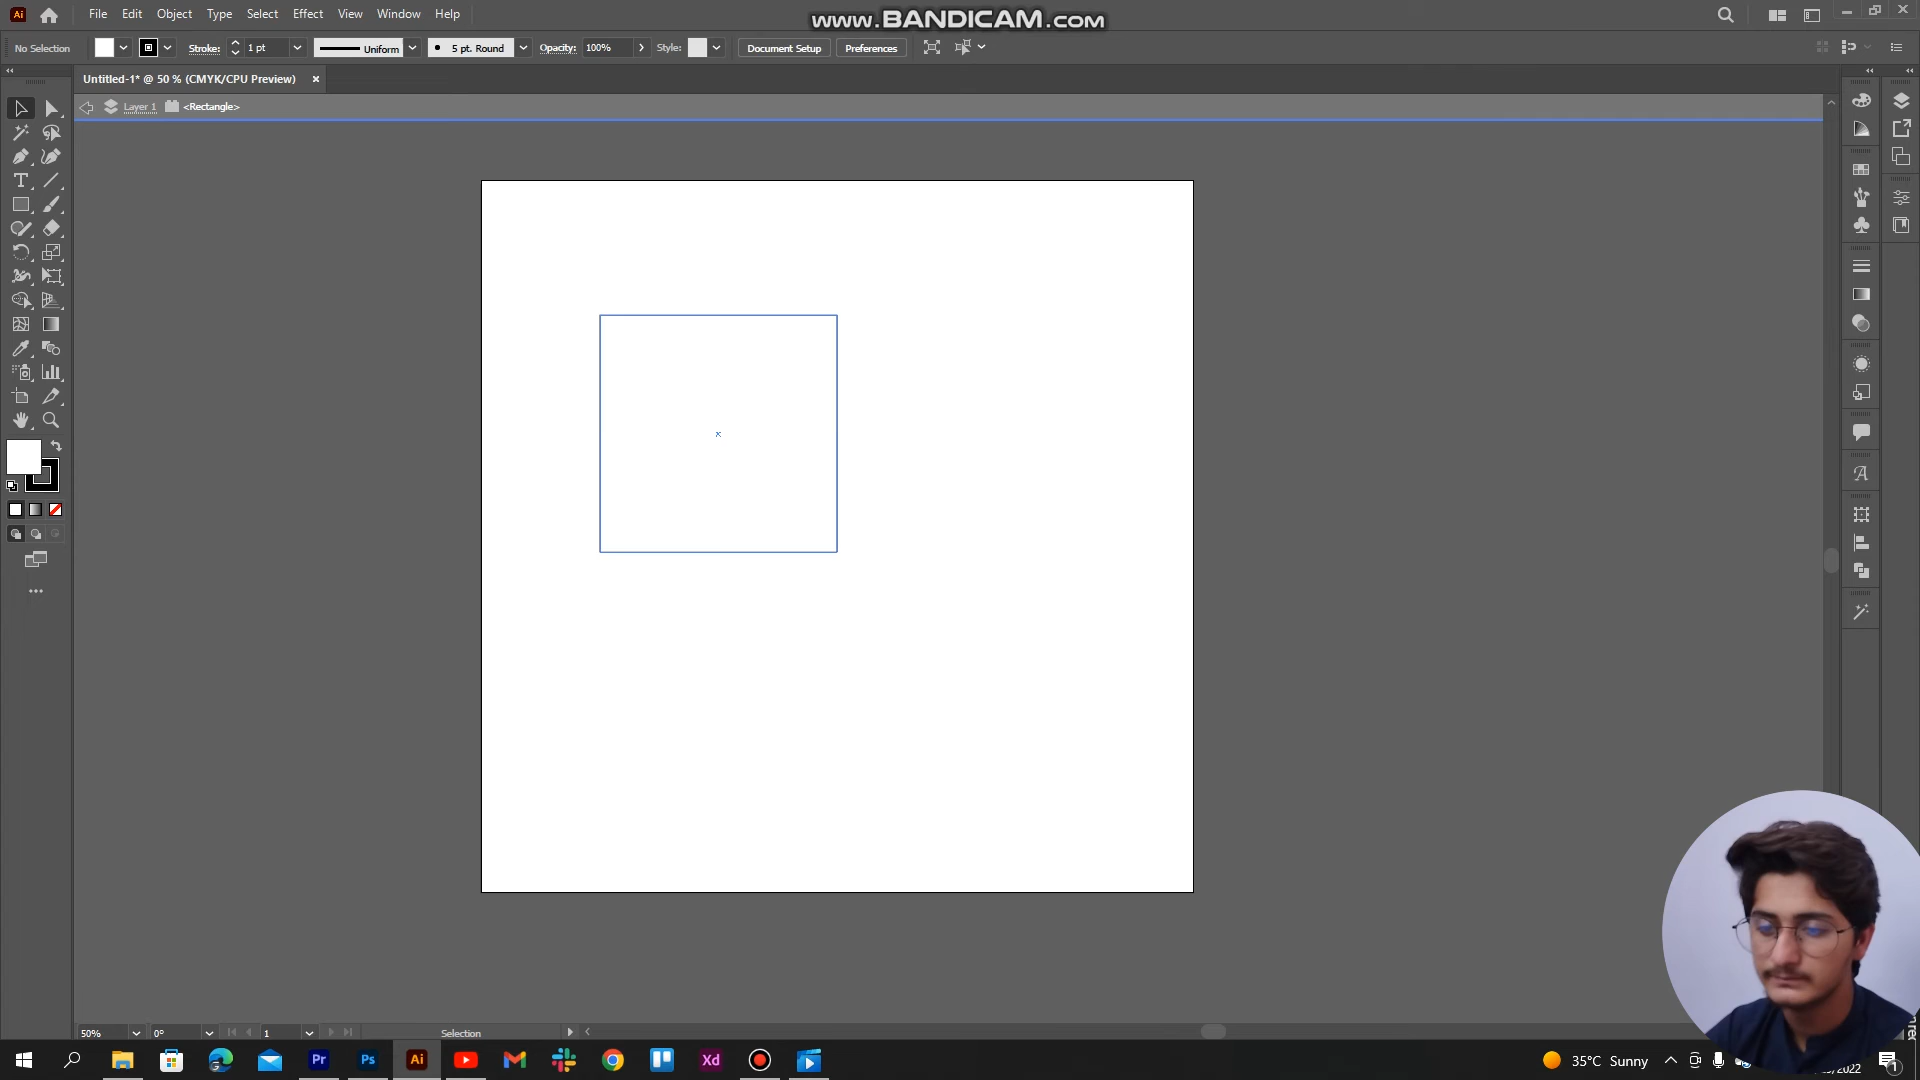 www.BANDICAM.com
File Edit Object Type Select Effect View Window Help
No Selection Stroke: 1 pt Uniform 5 pt. Round Opacity: 100% Style: Document Setup Preferences
Untitled-1* @ 50 % (CMYK/CPU Preview) ×
Layer 1 <Rectangle>
50% 0° 1 Selection
35°C Sunny